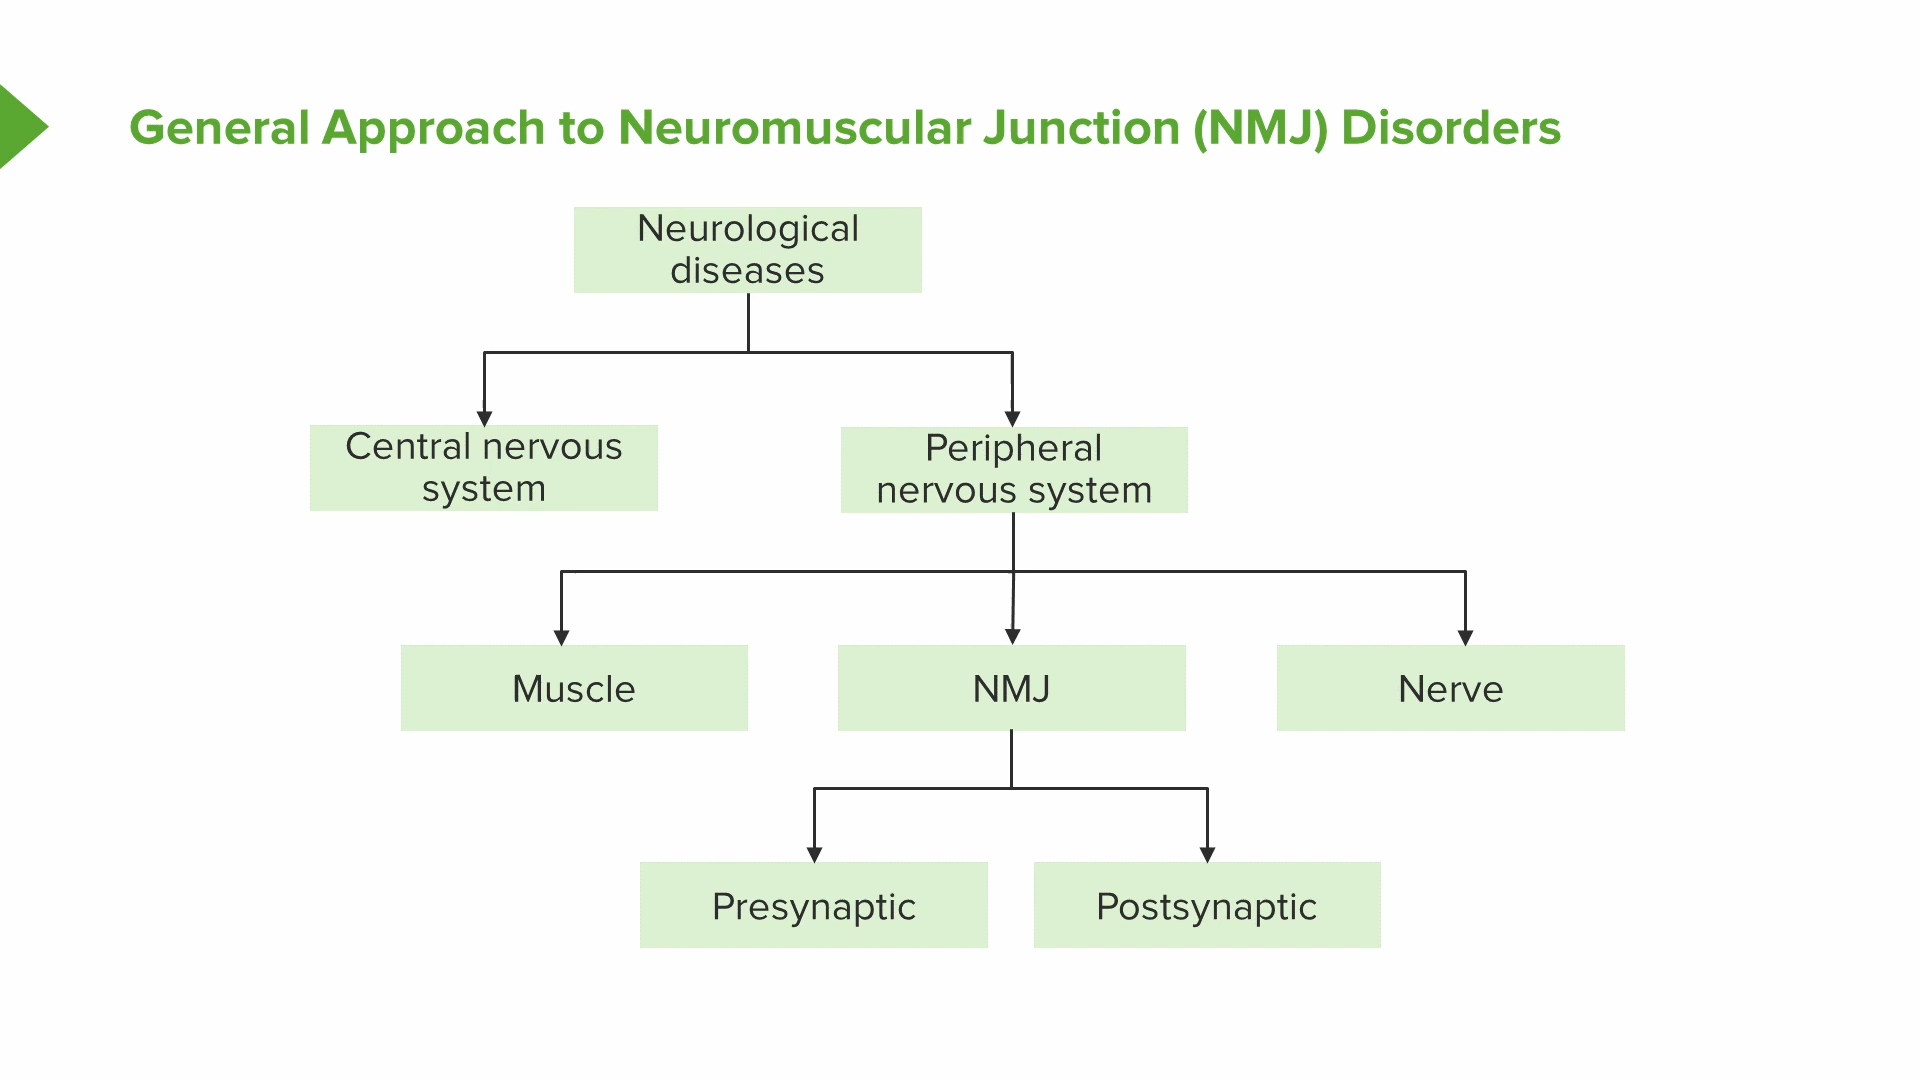 General Approach to Neuromuscular Junction (NMJ) Disorders
Neurological
diseases
Central nervous
system
Peripheral
nervous system
Muscle
NMJ
Nerve
Presynaptic
Postsynaptic